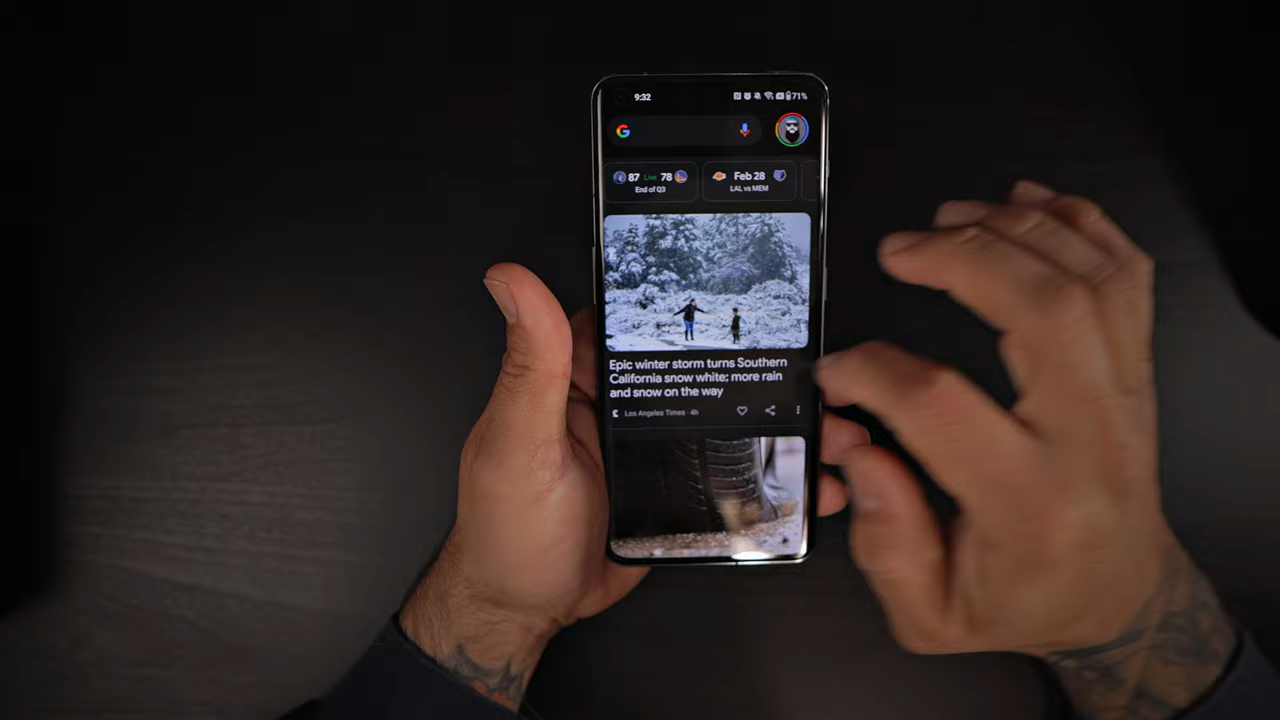 9:32
71%
G
87 Live 78
End of Q3
Feb 28
LAL vs MEM
Epic winter storm turns Southern
California snow white; more rain
and snow on the way
Los Angeles Times · 4h